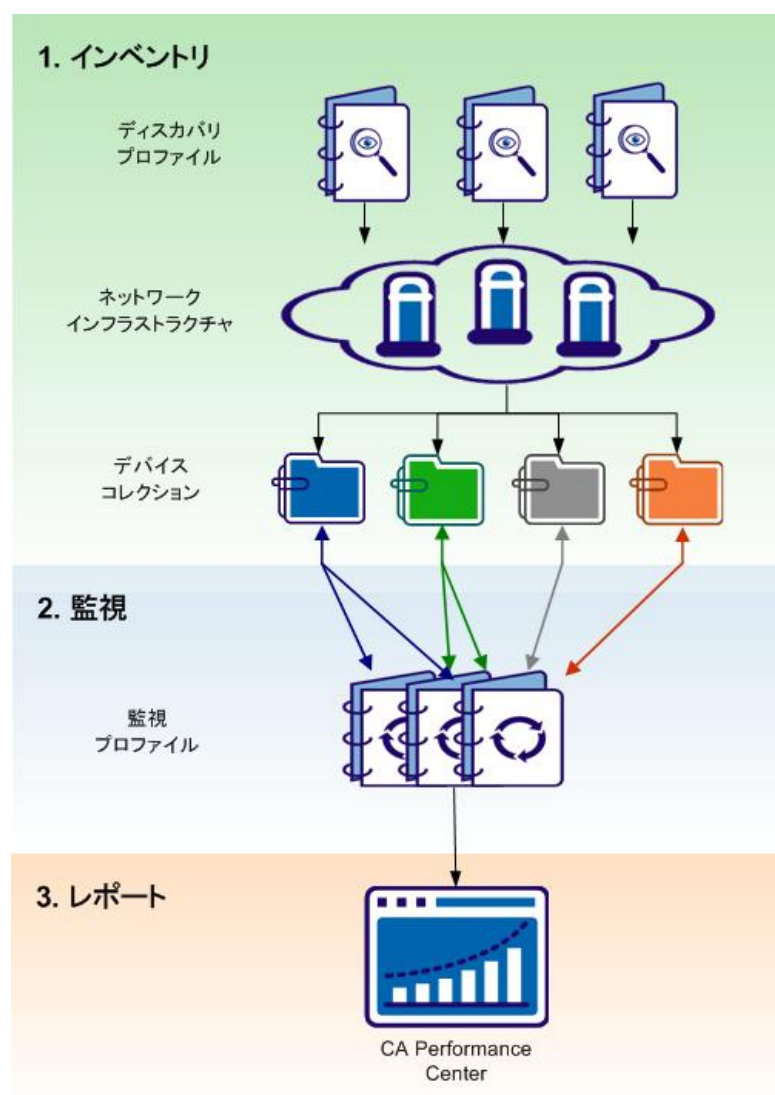 1. インベントリ
ディスカバリ
プロファイル
ネットワーク
インフラストラクチャ
デバイス
コレクション
2. 監視
監視
プロファイル
3. レポート
CA Performance
Center